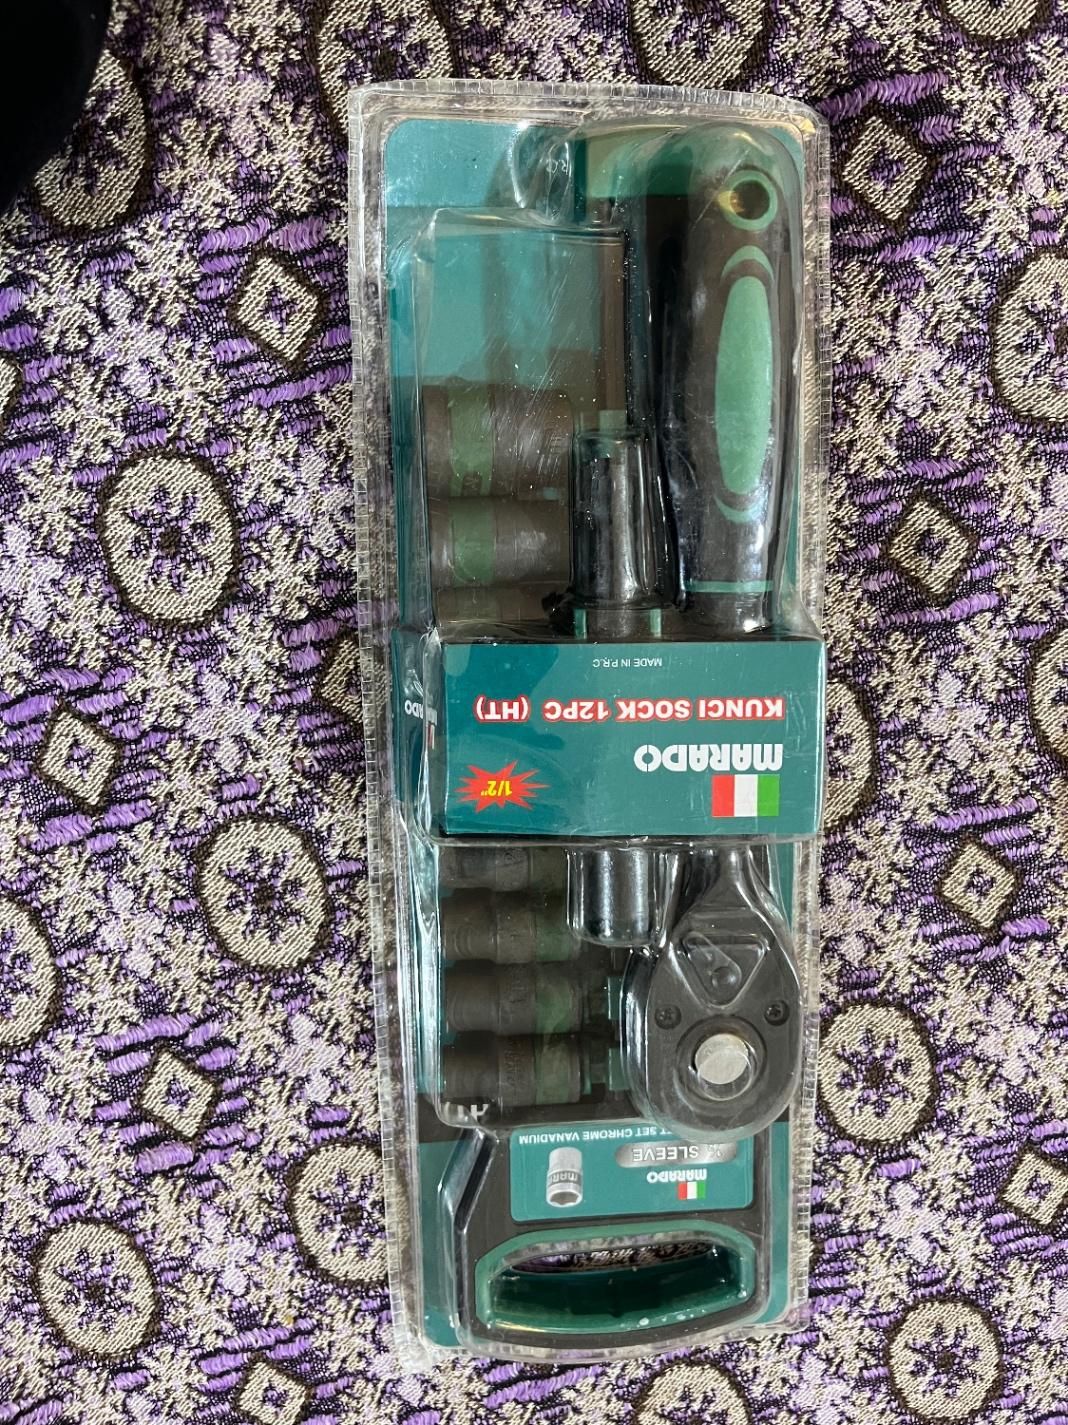 MARADO
SLEEVE
SET CHROME VANADIUM
MARADO
1/2"
KUNCI SOCK 12PC (HT)
MADE IN P.R.C